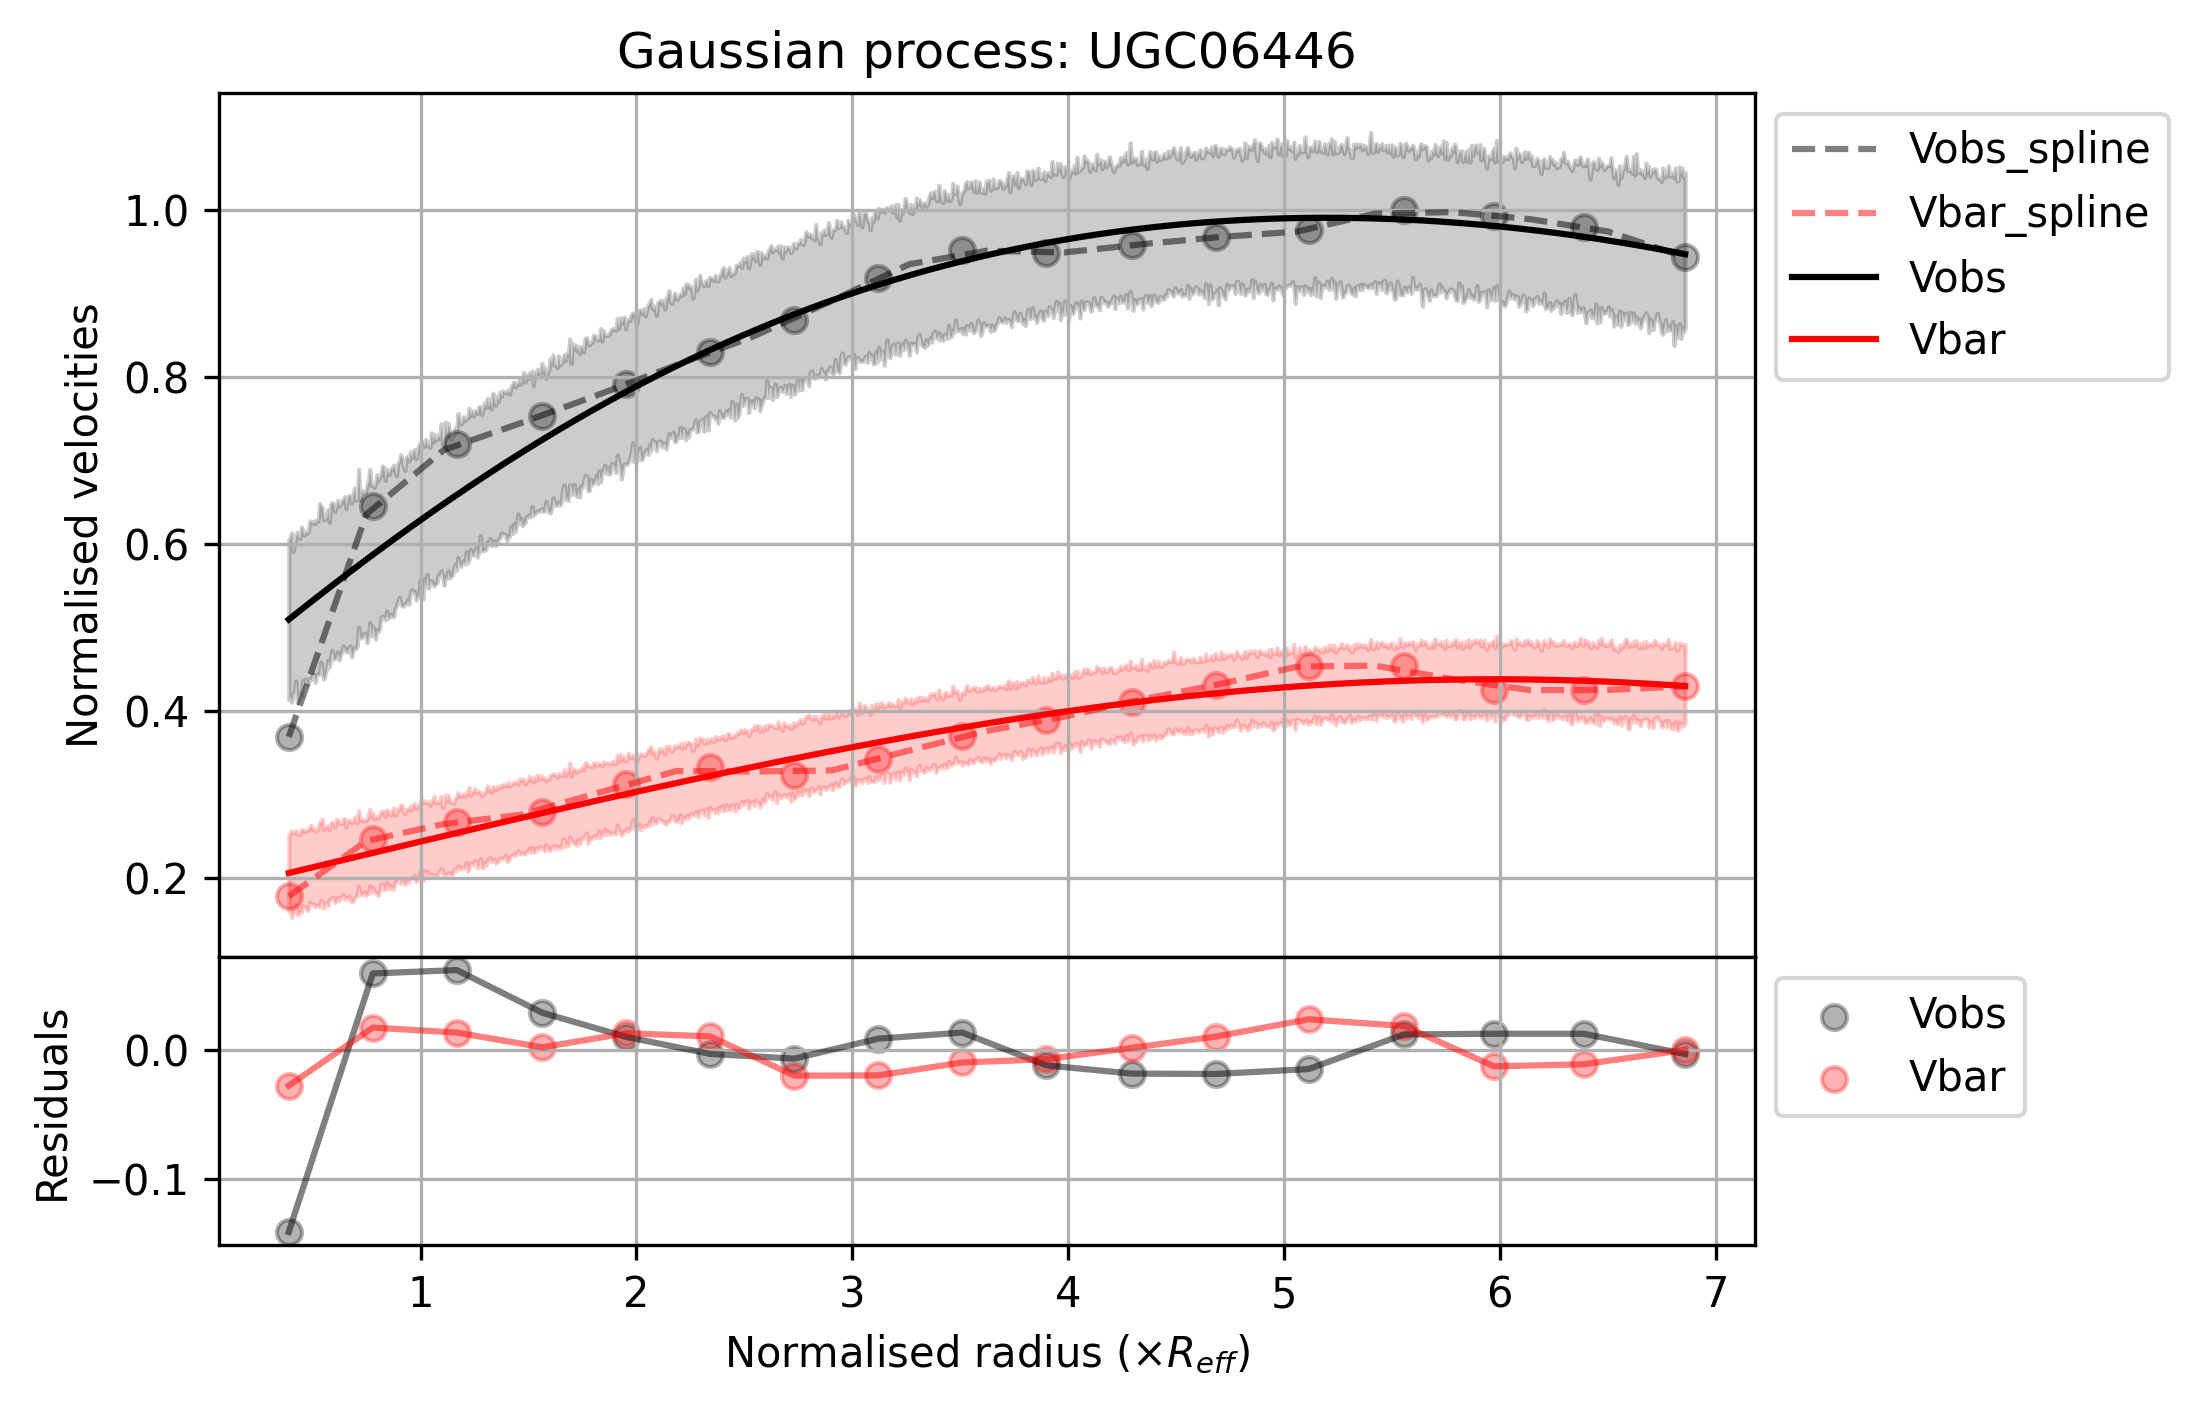 Gaussian process: UGC06446
Normalised velocities
1.0
0.8
0.6
0.4
0.2
Vobs_spline
Vbar_spline
Vobs
Vbar
Residuals
0.0
−0.1
Vobs
Vbar
1 2 3 4 5 6 7
Normalised radius (×R_eff)